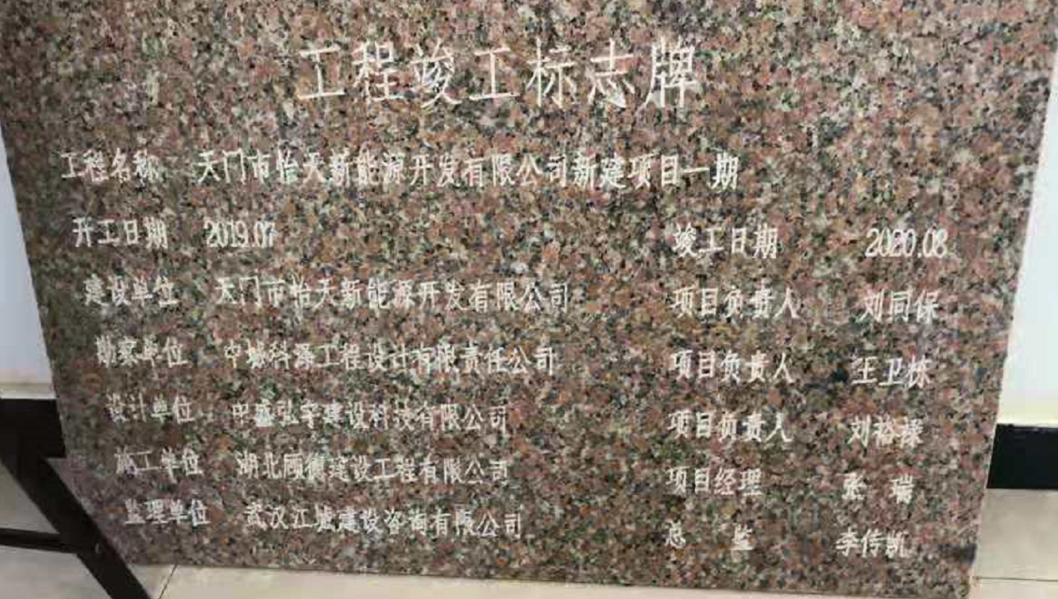 工程竣工标志牌
工程名称 天门市怡天新能源开发有限公司新建项目一期
开工日期 2019.07 竣工日期 2020.08
建设单位 天门市怡天新能源开发有限公司 项目负责人 刘同保
勘察单位 中城科泽工程设计有限责任公司 项目负责人 王卫栋
设计单位 中盛弘宇建设科技有限公司 项目负责人 刘裕禄
施工单位 湖北顾德建设工程有限公司 项目经理 张 瑞
监理单位 武汉江城建设咨询有限公司 总 监 李传凯